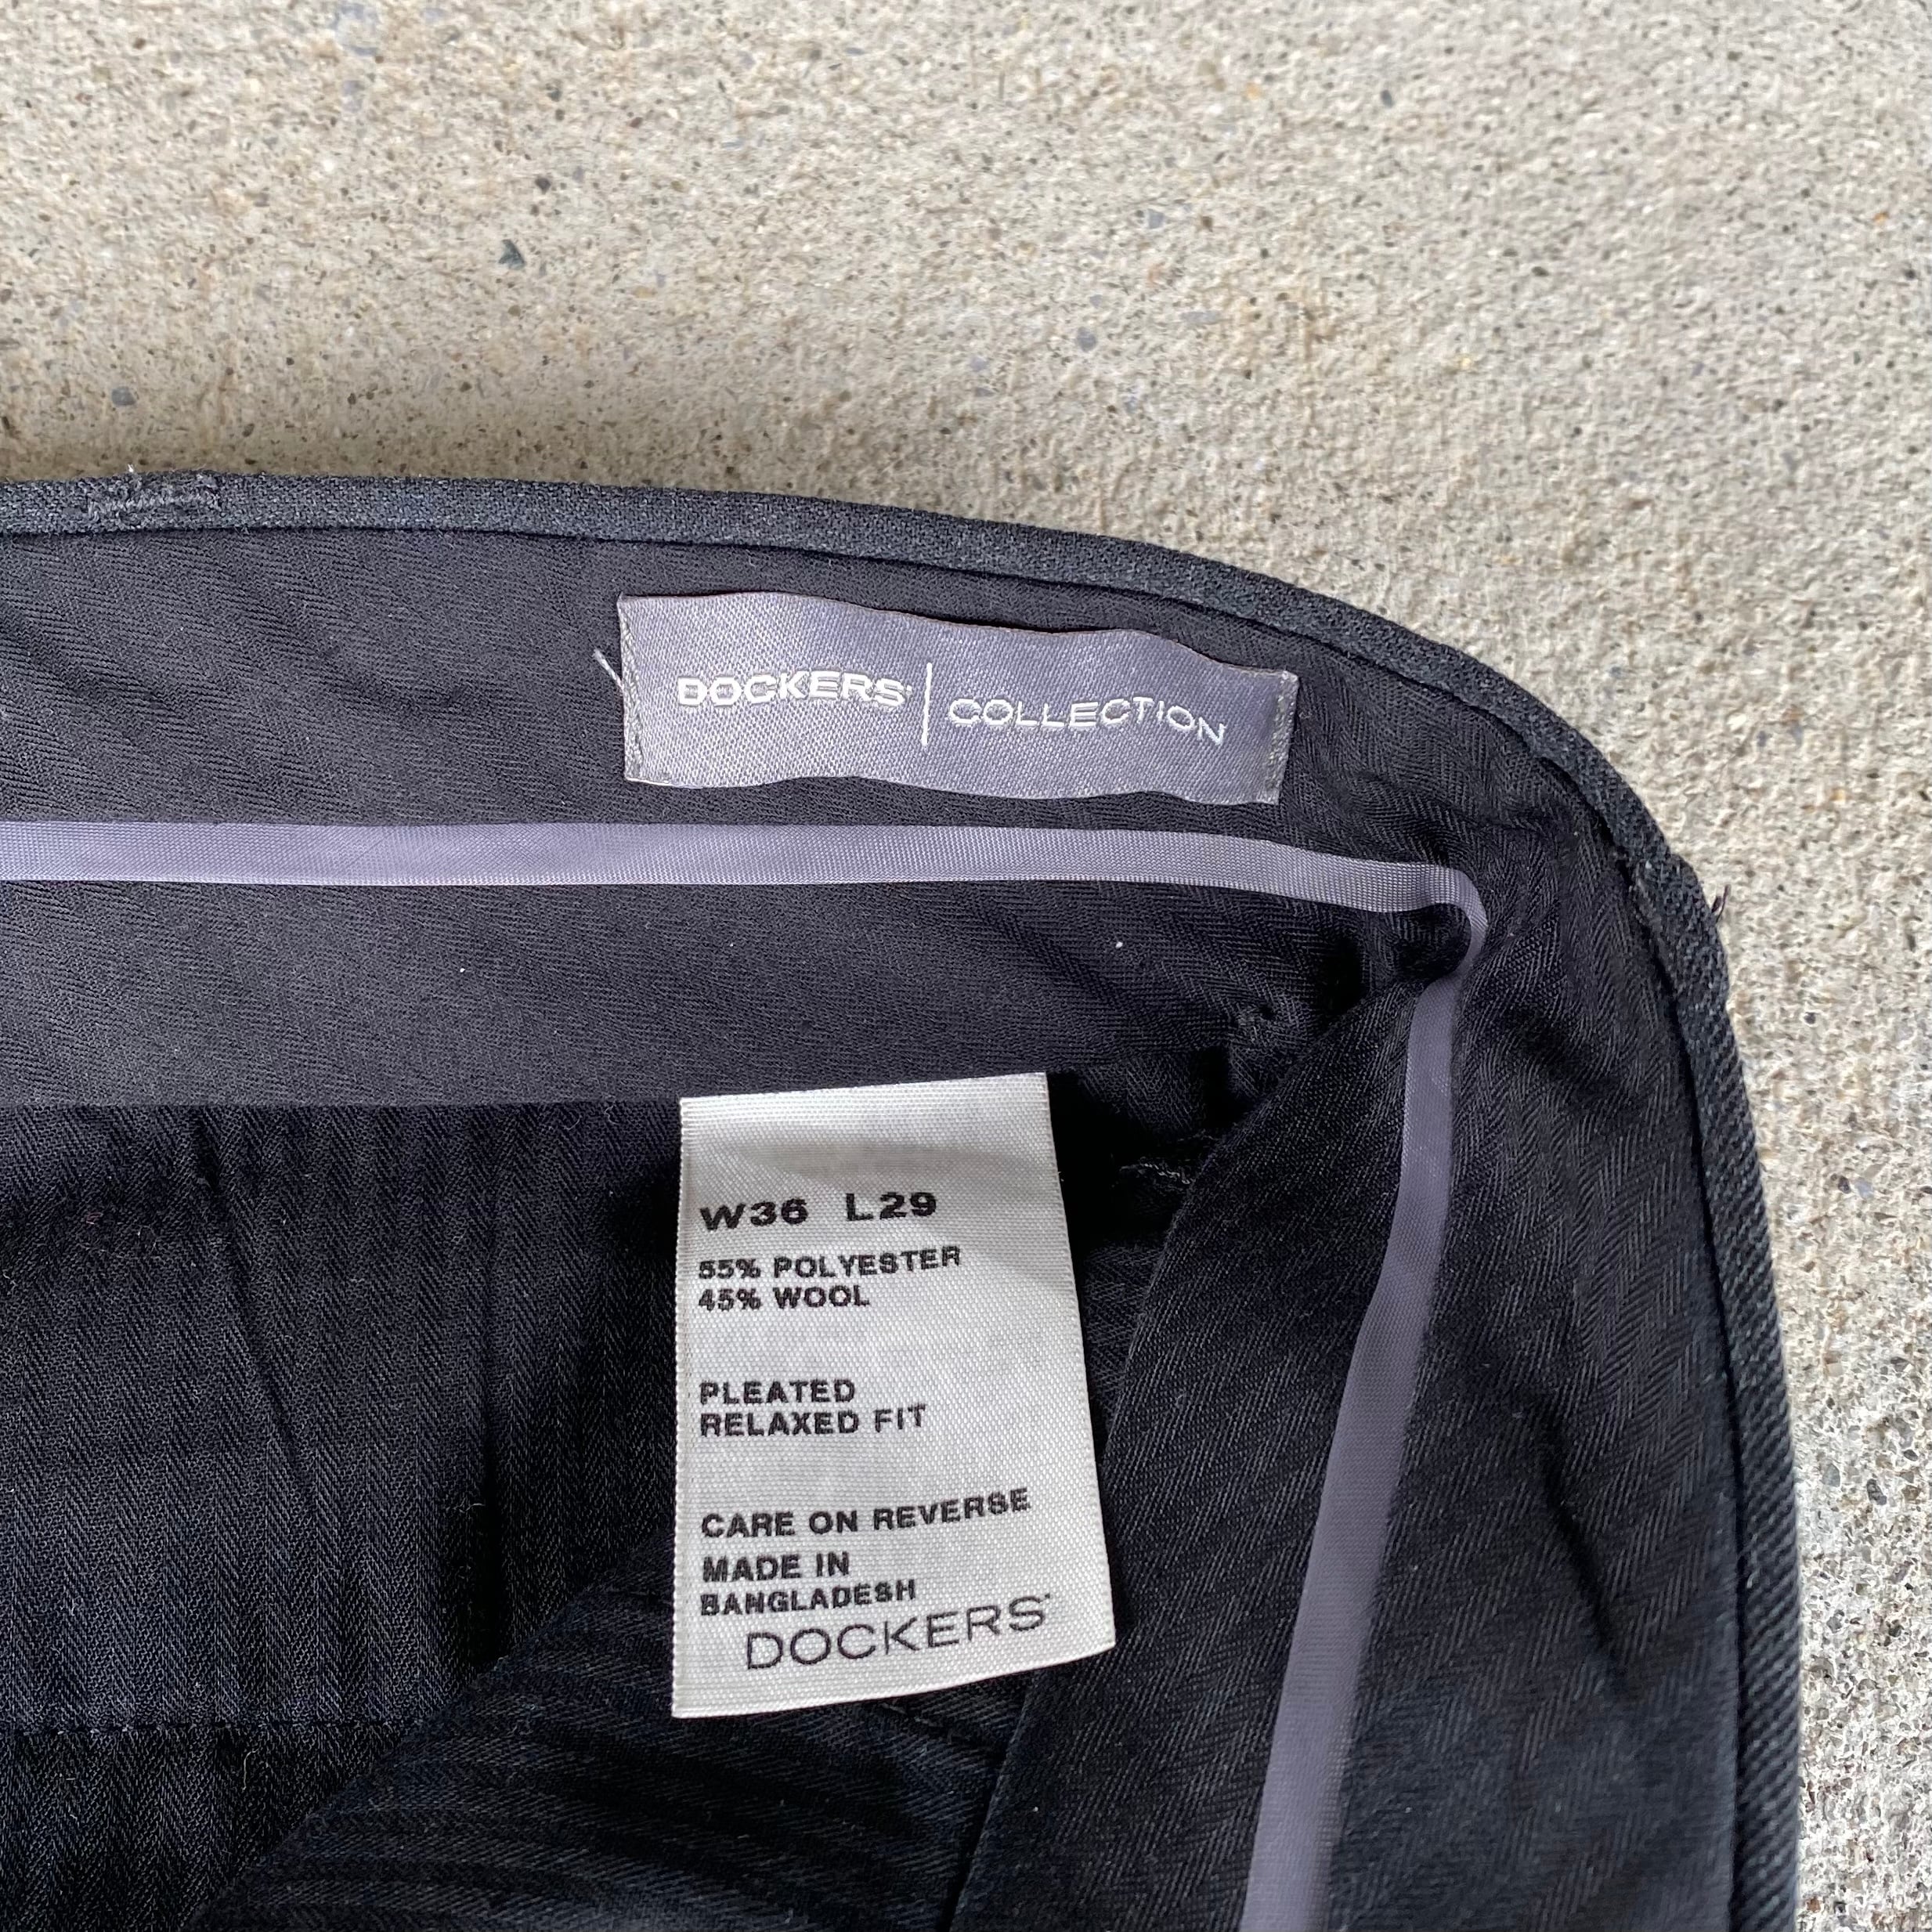 DOCKERS® | COLLECTION
W36 L29
55% POLYESTER
45% WOOL
PLEATED
RELAXED FIT
CARE ON REVERSE
MADE IN
BANGLADESH
DOCKERS®